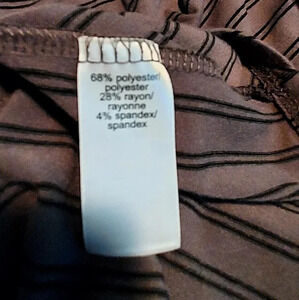 68% polyester/
polyester
28% rayon/
rayonne
4% spandex/
spandex